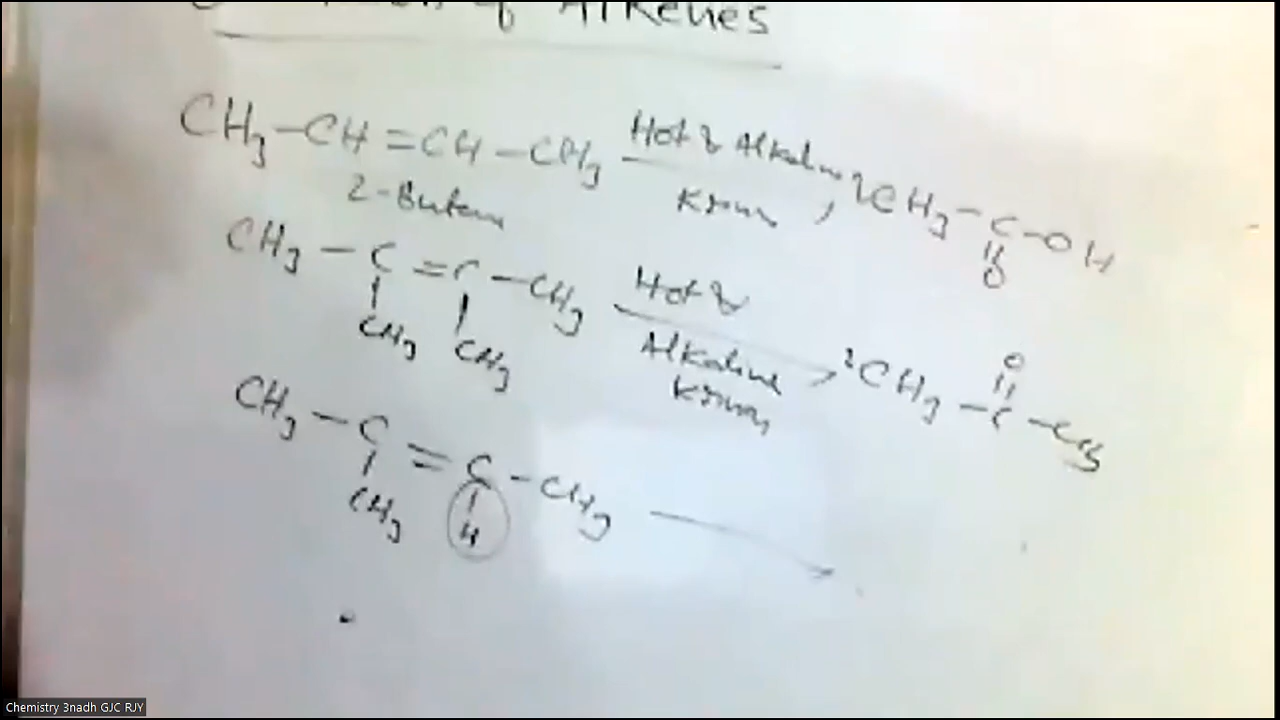 of Alkenes
CH3-CH=CH-CH3 Hot & Alkaline 2CH3-C-OH
KMnO4 O
2-Butene
CH3-C=C-CH3 Hot & 2CH3-C-CH3
CH3 CH3 Alkaline O
KMnO4
CH3-C=C-CH3
CH3 H
Chemistry 3nadh GJC RJY